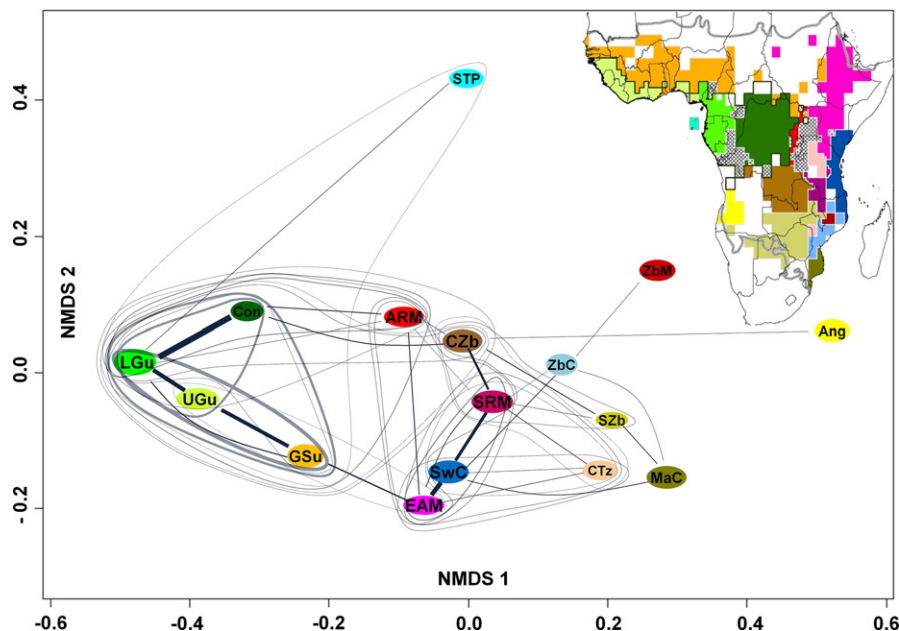 STP
0.4
0.2
NMDS 2
ZbM
Con
ARM
Ang
CZb
LGu
ZbC
0.0
UGu
SRM
SZb
GSu
SwC
CTz
MaC
EAM
- 0.2
NMDS 1
-0.6
-0.4
-0.2
0.0
0.2
0.4
0.6